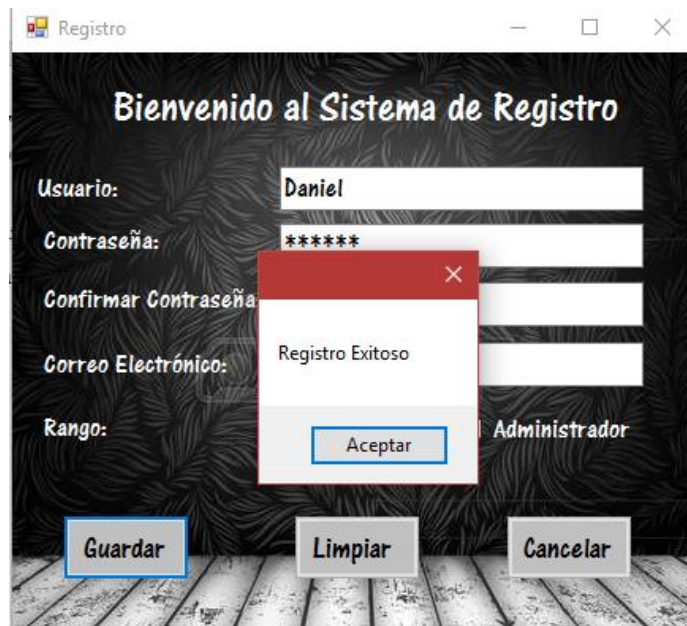 Registro
Bienvenido al Sistema de Registro
Usuario: Daniel
Contraseña: ******
Confirmar Contraseña
Correo Electrónico:
Registro Exitoso
Aceptar
Rango: Administrador
Guardar Limpiar Cancelar